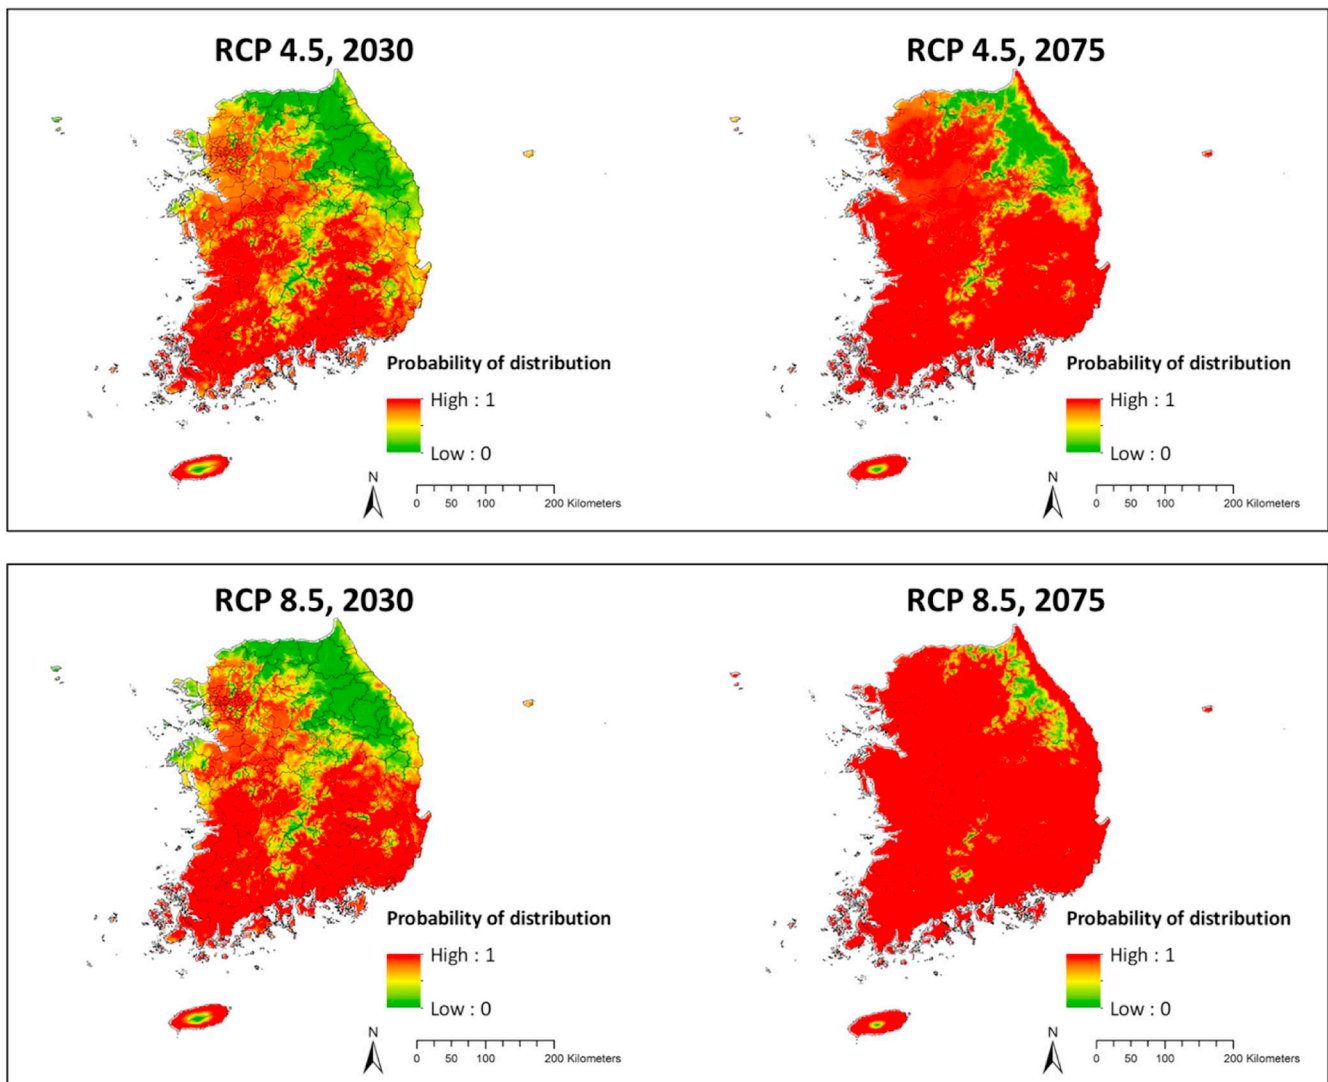 RCP 4.5, 2030
Probability of distribution
High : 1
Low : 0
N
0 50 100 200 Kilometers
RCP 4.5, 2075
Probability of distribution
High : 1
Low : 0
N
0 50 100 200 Kilometers
RCP 8.5, 2030
Probability of distribution
High : 1
Low : 0
N
0 50 100 200 Kilometers
RCP 8.5, 2075
Probability of distribution
High : 1
Low : 0
N
0 50 100 200 Kilometers